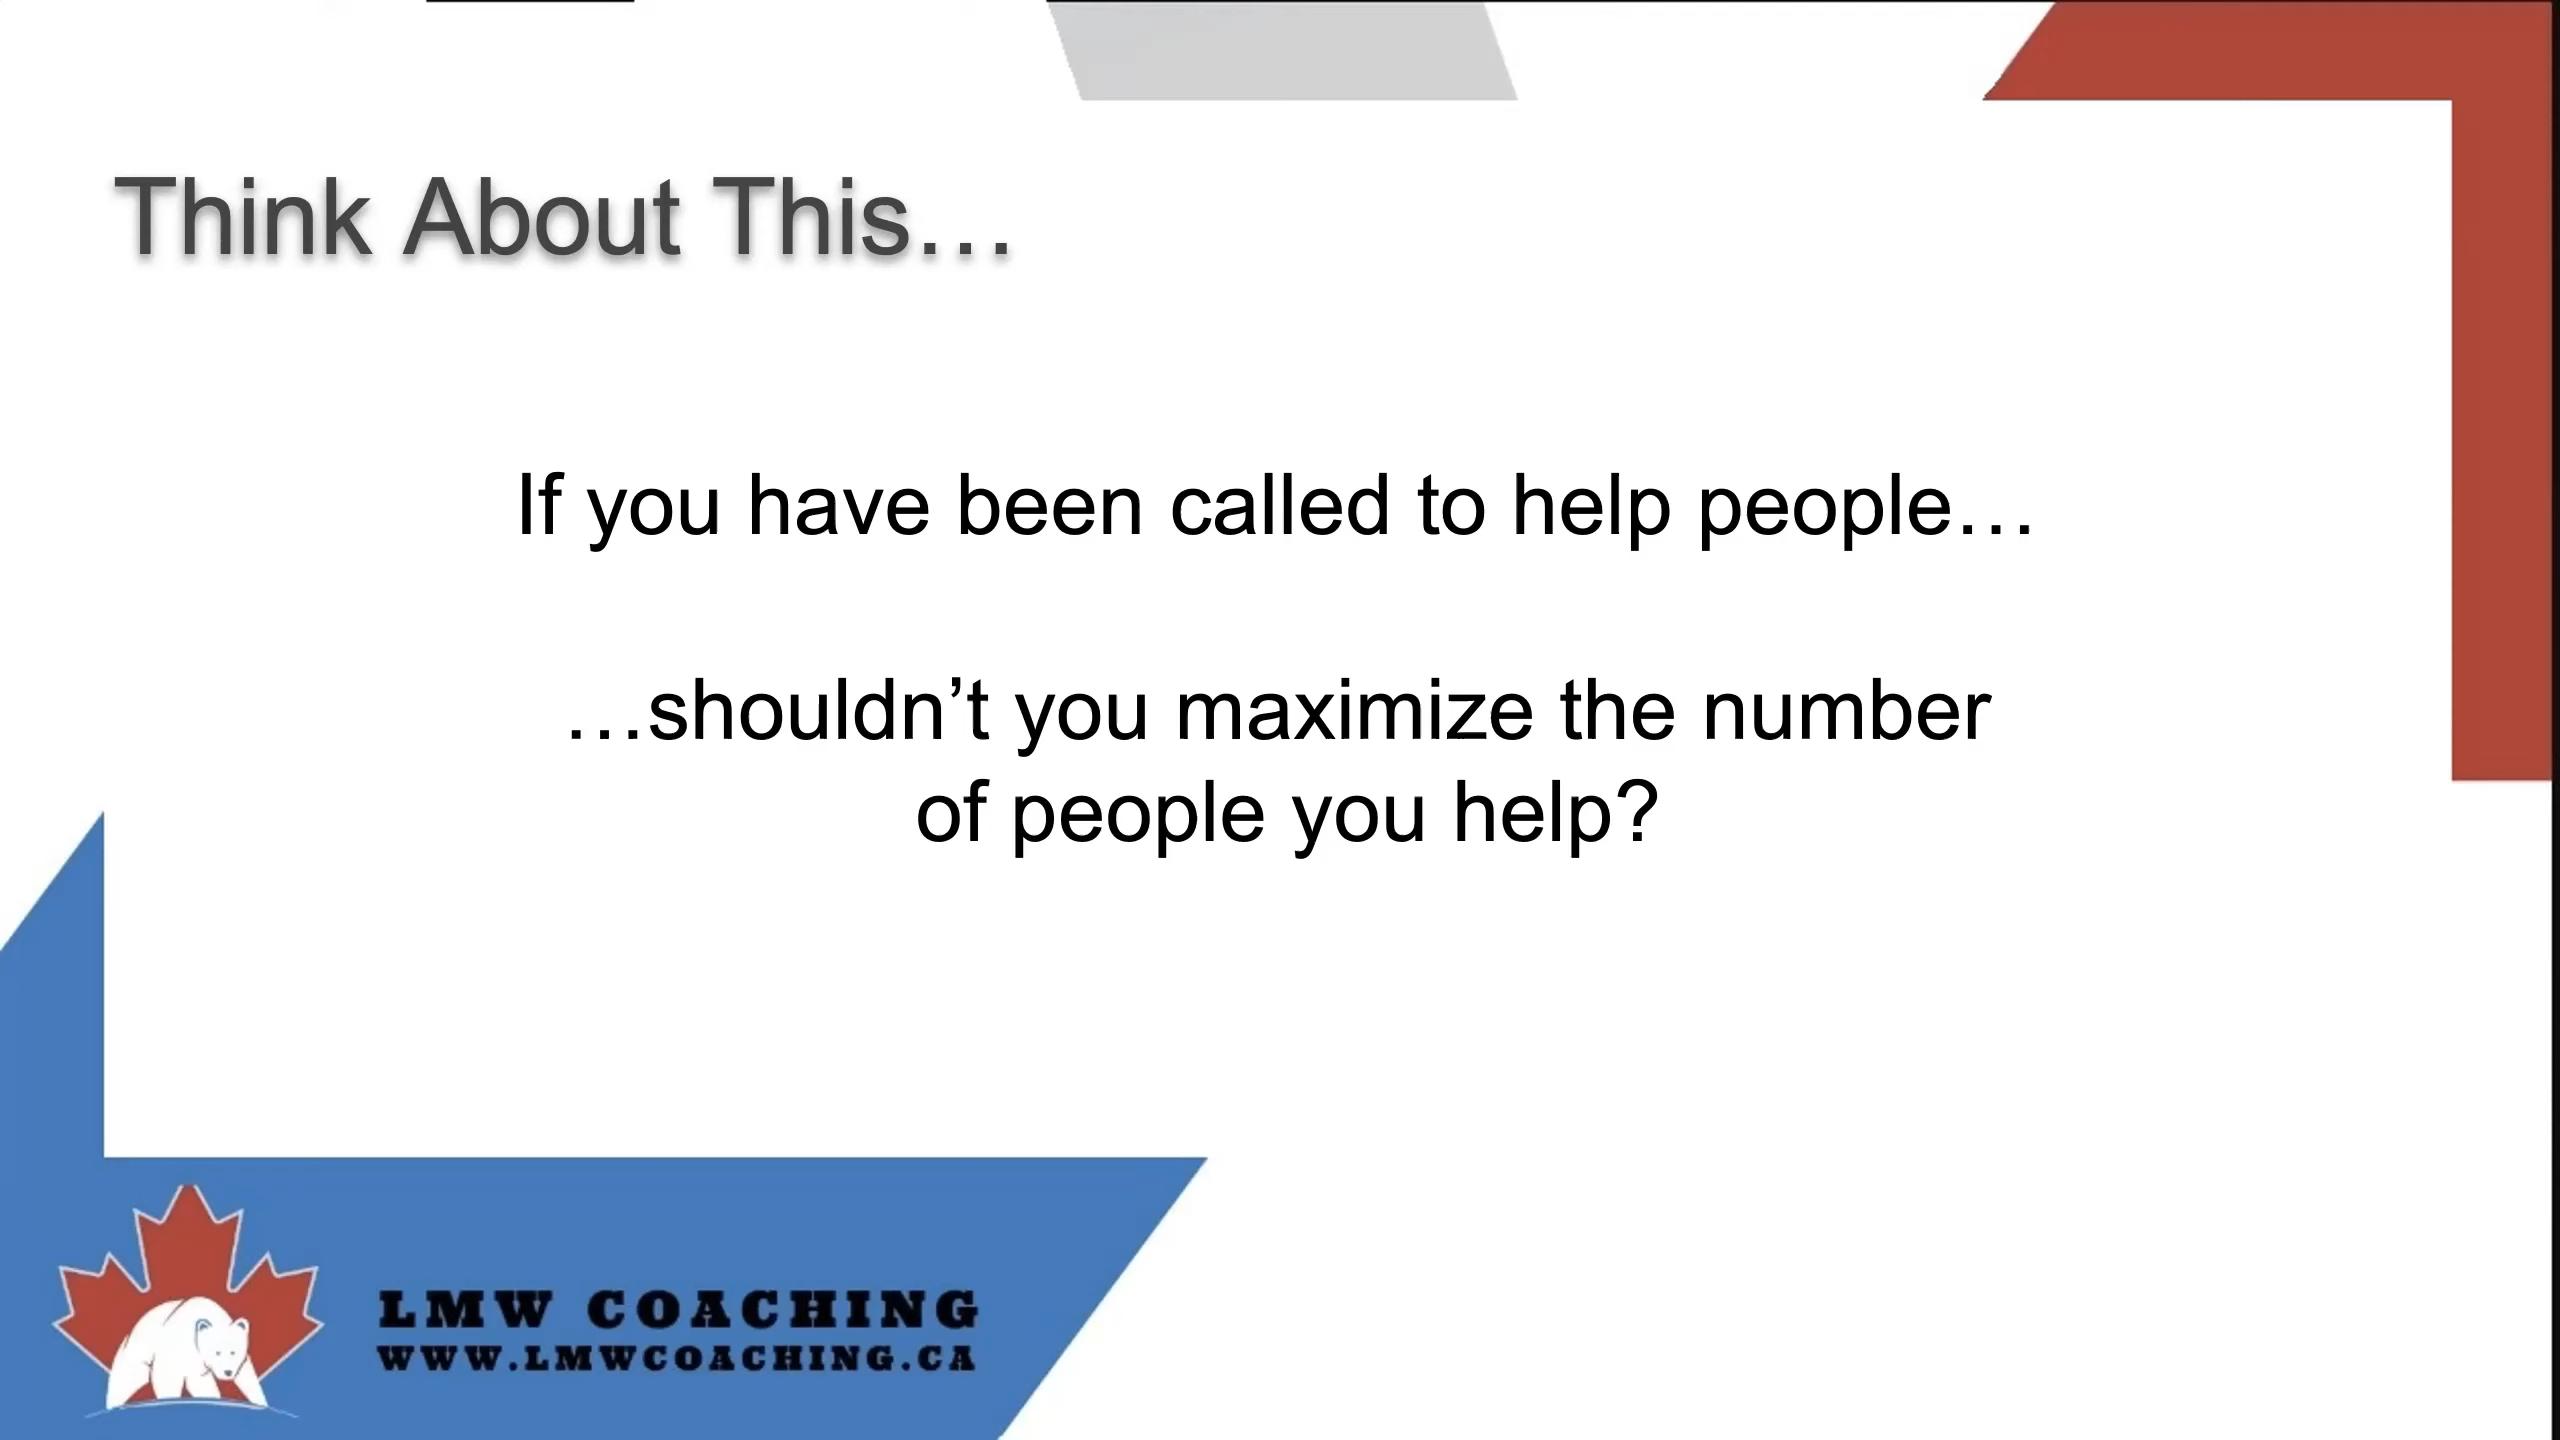 Think About This…
If you have been called to help people…
…shouldn’t you maximize the number
of people you help?
LMW COACHING
WWW.LMWCOACHING.CA